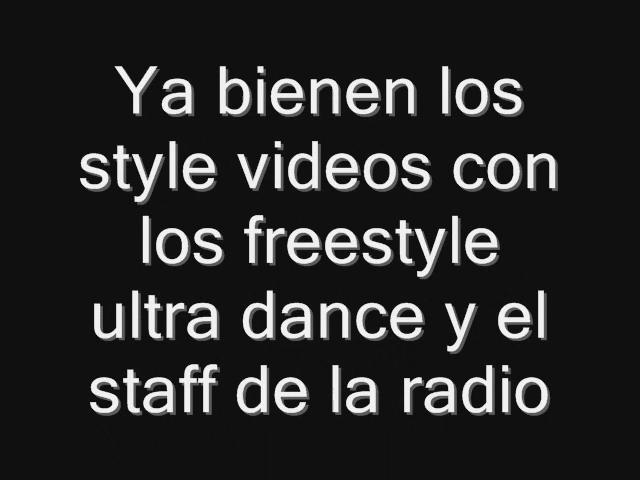 Ya bienen los
style videos con
los freestyle
ultra dance y el
staff de la radio